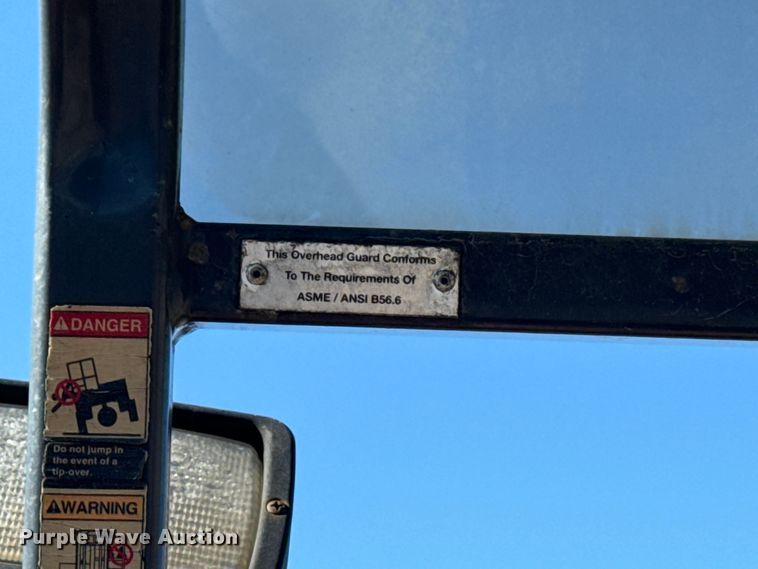 This Overhead Guard Conforms
To The Requirements Of
ASME / ANSI B56.6
DANGER
Do not jump in
the event of a
tip-over.
WARNING
Purple Wave Auction